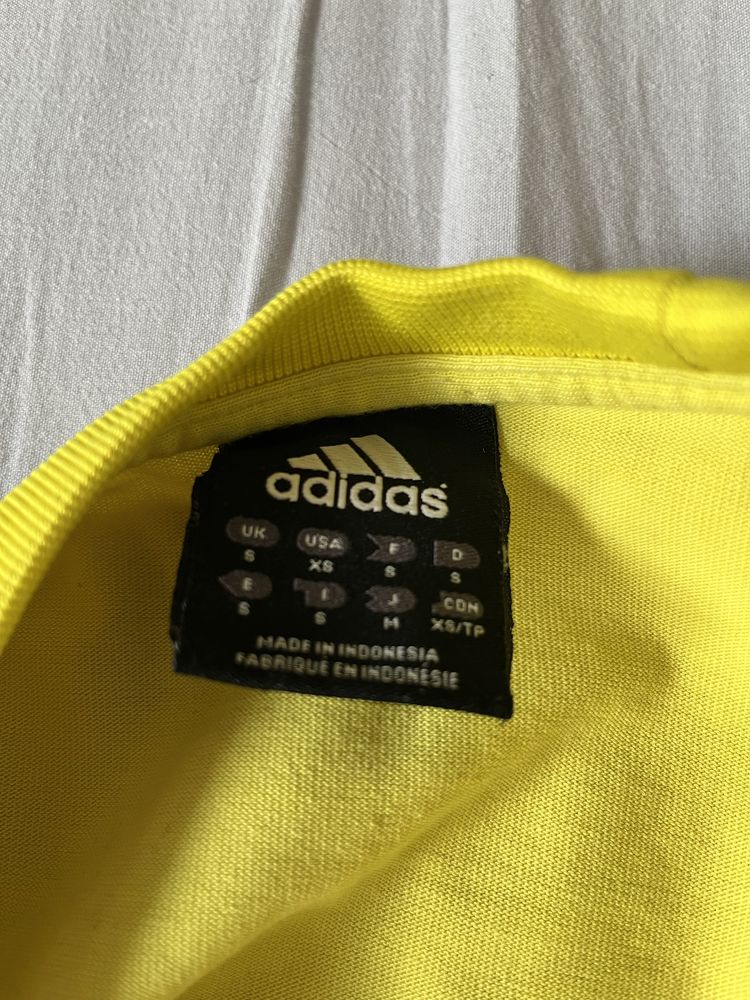 adidas
UK USA F D
S XS S S
E I J CDN
S S M XS/TP
MADE IN INDONESIA
FABRIQUÉ EN INDONÉSIE